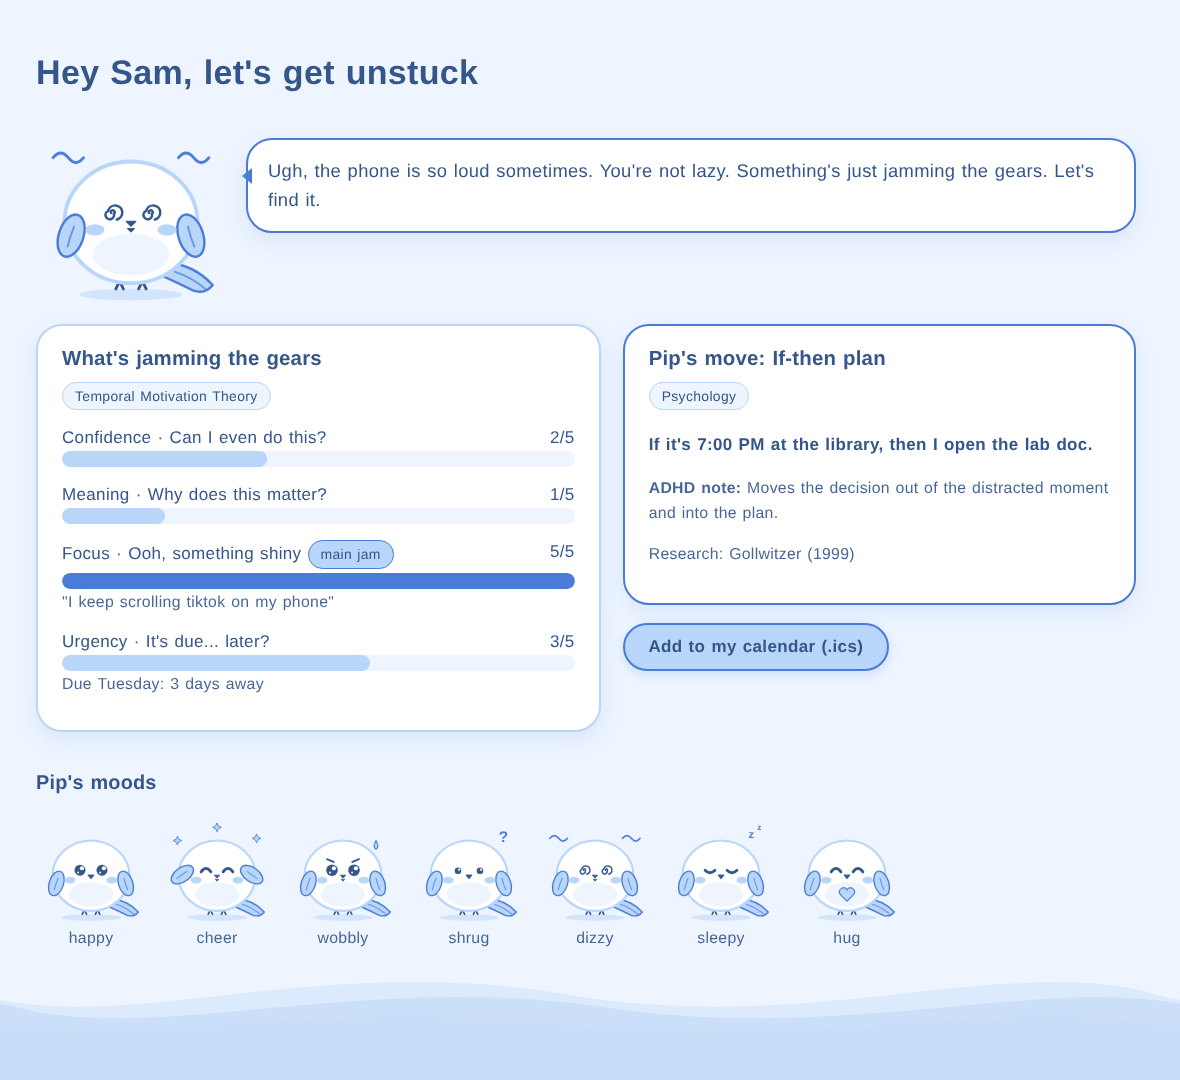 Hey Sam, let's get unstuck
Ugh, the phone is so loud sometimes. You're not lazy. Something's just jamming the gears. Let's
find it.
What's jamming the gears
Temporal Motivation Theory
Confidence · Can I even do this? 2/5
Meaning · Why does this matter? 1/5
Focus · Ooh, something shiny main jam 5/5
"I keep scrolling tiktok on my phone"
Urgency · It's due... later? 3/5
Due Tuesday: 3 days away
Pip's move: If-then plan
Psychology
If it's 7:00 PM at the library, then I open the lab doc.
ADHD note: Moves the decision out of the distracted moment
and into the plan.
Research: Gollwitzer (1999)
Add to my calendar (.ics)
Pip's moods
?
z z
happy cheer wobbly shrug dizzy sleepy hug